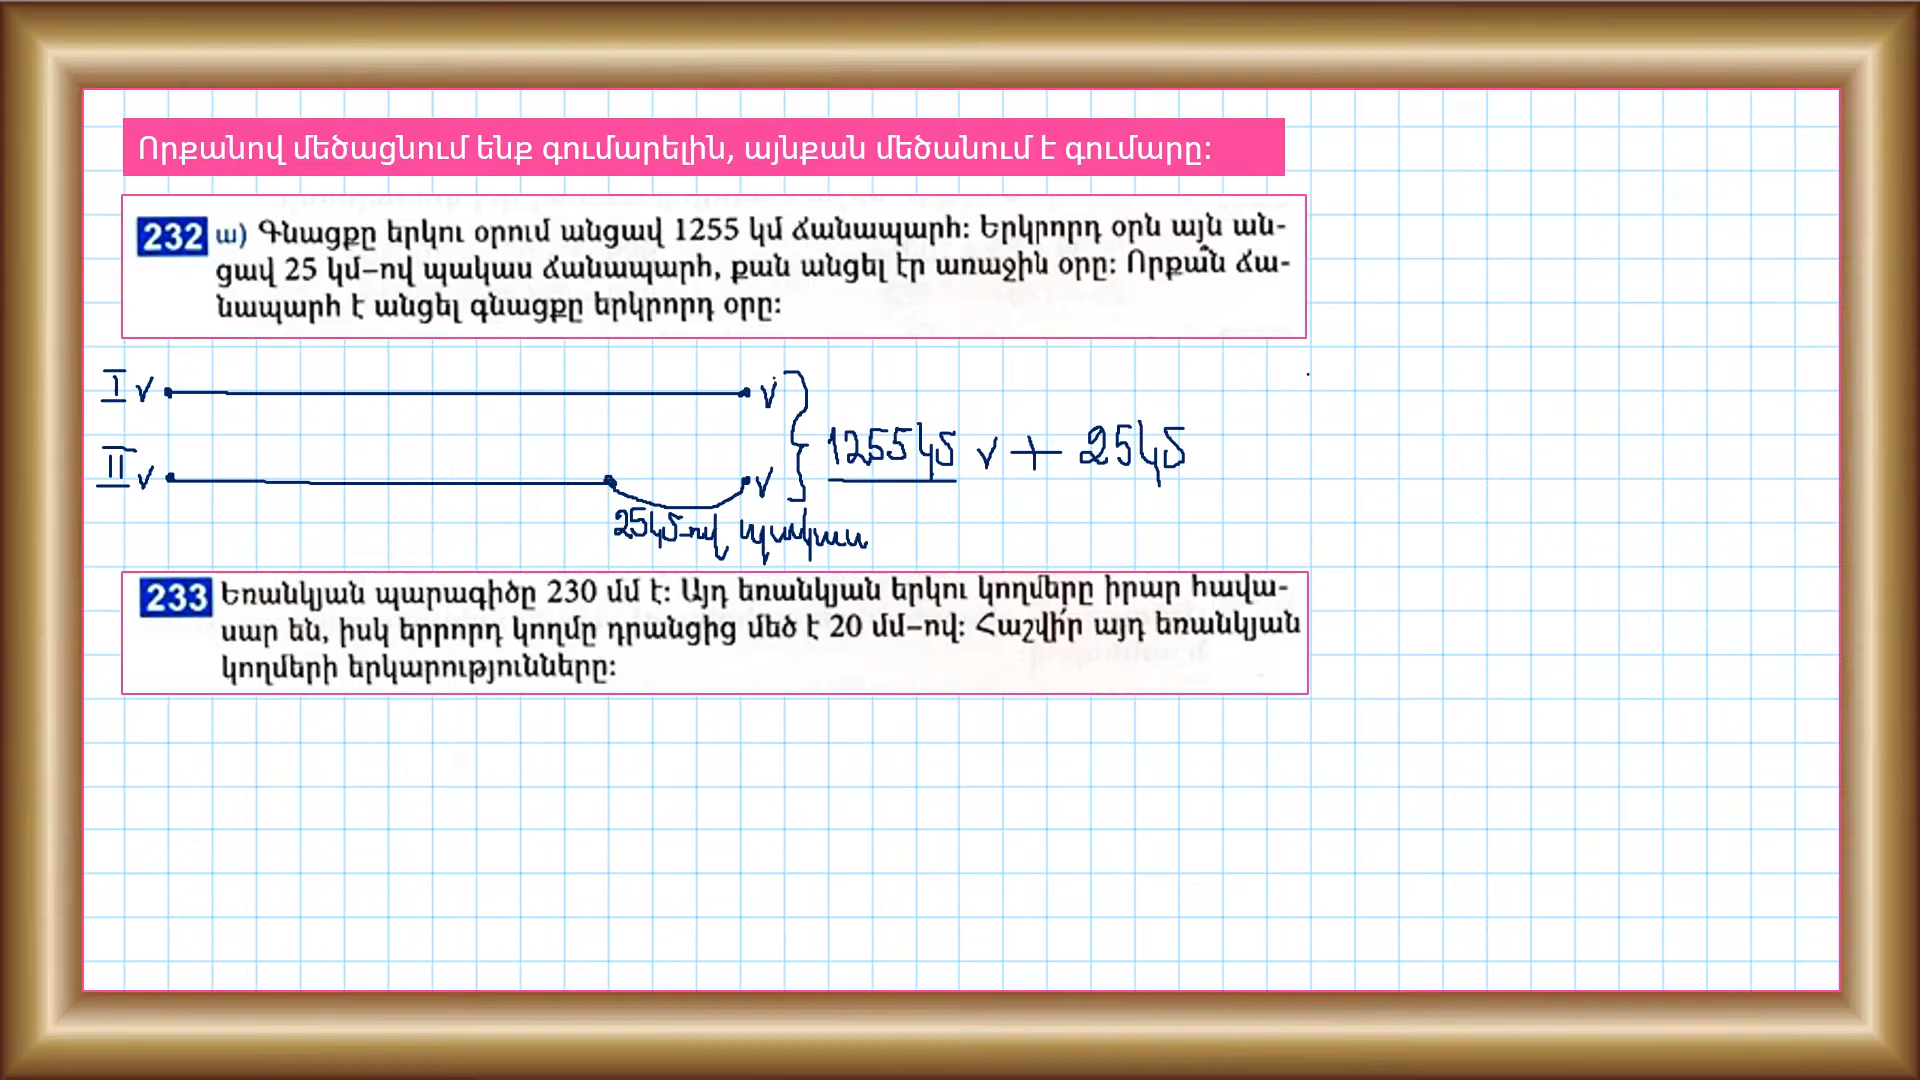 Որքանով մեծացնում ենք գումարելին, այնքան մեծանում է գումարը:
232 ա) Գնացքը երկու օրում անցավ 1255 կմ ճանապարհ: Երկրորդ օրն այն ան-
ցավ 25 կմ–ով պակաս ճանապարհ, քան անցել էր առաջին օրը: Որքա՞ն ճա-
նապարհ է անցել գնացքը երկրորդ օրը:
I v v
1255կմ v + 25կմ
II v v
25կմ-ով պակաս
233 Եռանկյան պարագիծը 230 մմ է: Այդ եռանկյան երկու կողմերը իրար հավա-
սար են, իսկ երրորդ կողմը դրանցից մեծ է 20 մմ–ով: Հաշվի՛ր այդ եռանկյան
կողմերի երկարությունները: